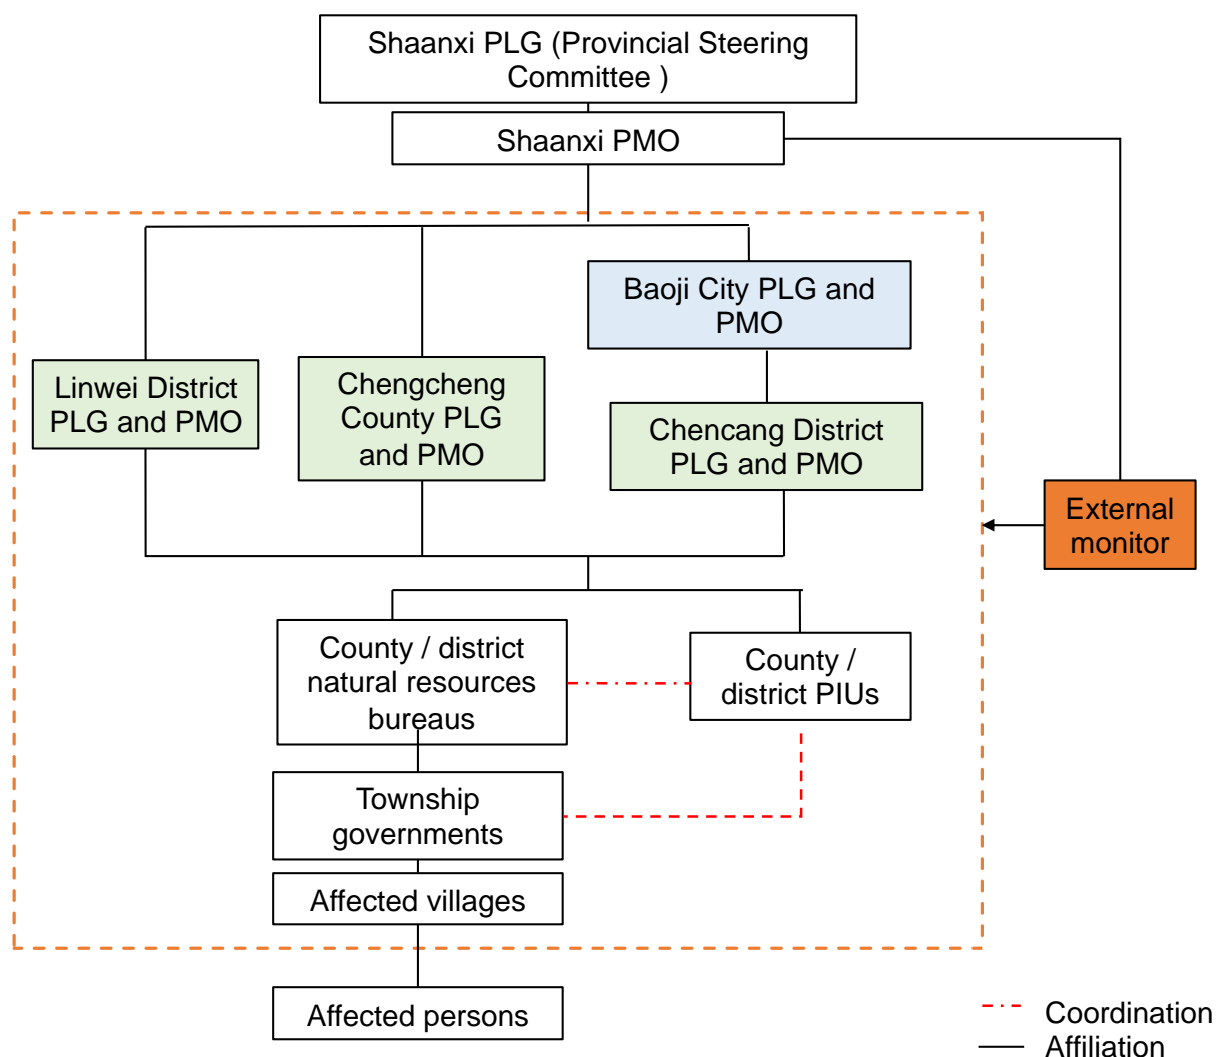 Shaanxi PLG (Provincial Steering
Committee )
Shaanxi PMO
Baoji City PLG and
PMO
Linwei District
PLG and PMO
Chengcheng
County PLG
and PMO
Chencang District
PLG and PMO
External
monitor
County / district
natural resources
bureaus
County /
district PIUs
Township
governments
Affected villages
Affected persons
Coordination
Affiliation